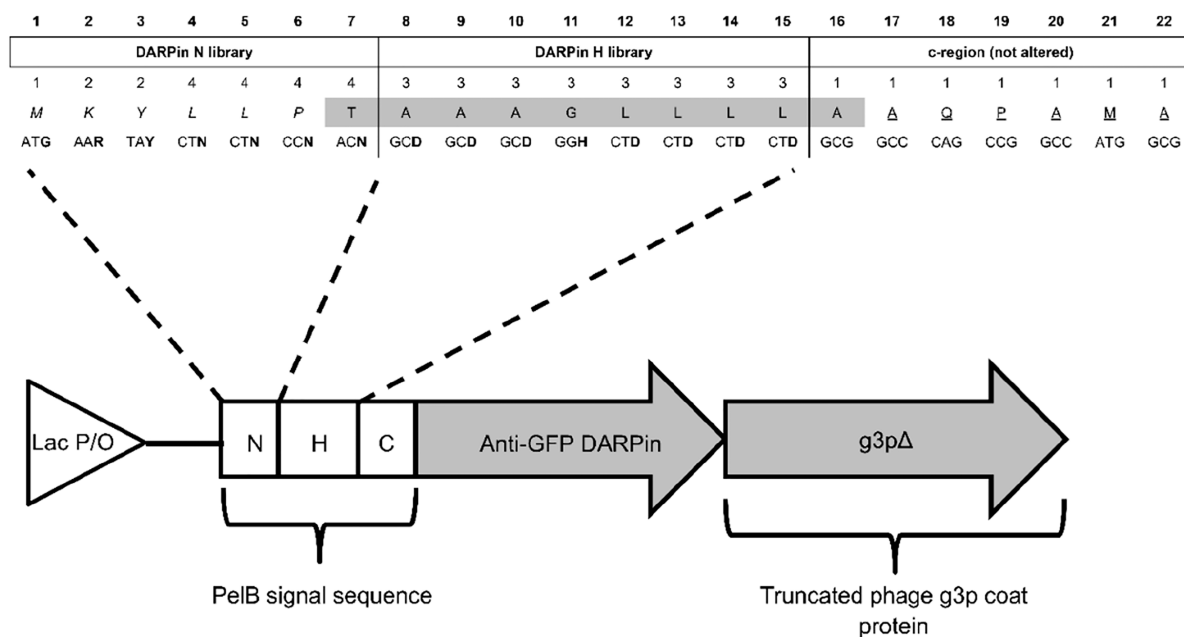 1 2 3 4 5 6 7 8 9 10 11 12 13 14 15 16 17 18 19 20 21 22
DARPin N library DARPin H library c-region (not altered)
1 2 2 4 4 4 4 3 3 3 3 3 3 3 3 1 1 1 1 1 1 1
M K Y L L P T A A A G L L L L A A Q P A M A
ATG AAR TAY CTN CTN CCN ACN GCD GCD GCD GGH CTD CTD CTD CTD GCG GCC CAG CCG GCC ATG GCG
Lac P/O N H C Anti-GFP DARPin g3pΔ
PelB signal sequence
Truncated phage g3p coat
protein